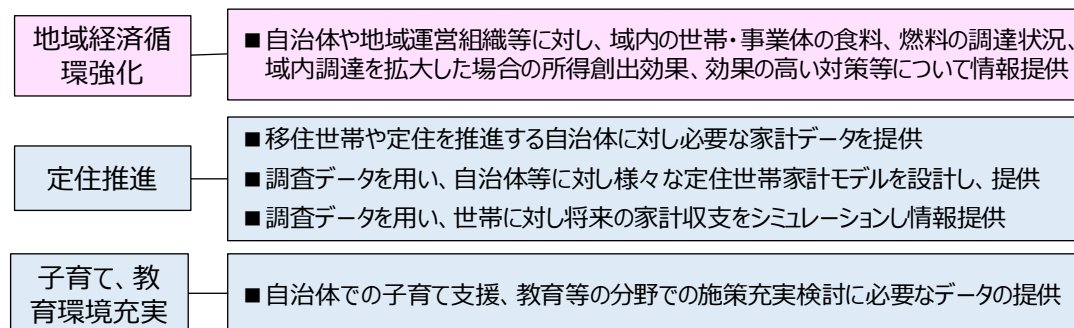 地域経済循
環強化
■自治体や地域運営組織等に対し、域内の世帯・事業体の食料、燃料の調達状況、
域内調達を拡大した場合の所得創出効果、効果の高い対策等について情報提供
定住推進
■移住世帯や定住を推進する自治体に対し必要な家計データを提供
■調査データを用い、自治体等に対し様々な定住世帯家計モデルを設計し、提供
■調査データを用い、世帯に対し将来の家計収支をシミュレーションし情報提供
子育て、教
育環境充実
■自治体での子育て支援、教育等の分野での施策充実検討に必要なデータの提供